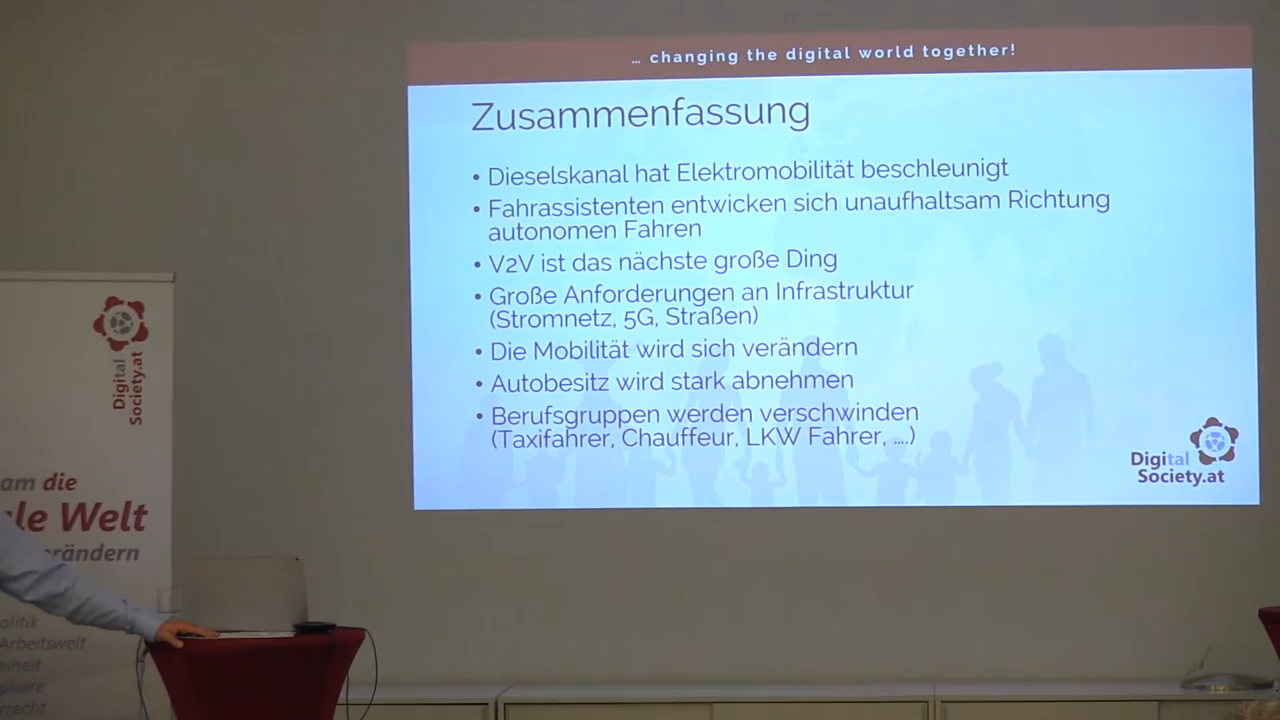 … changing the digital world together!
Zusammenfassung
• Dieselskanal hat Elektromobilität beschleunigt
• Fahrassistenten entwicken sich unaufhaltsam Richtung
autonomen Fahren
• V2V ist das nächste große Ding
• Große Anforderungen an Infrastruktur
(Stromnetz, 5G, Straßen)
• Die Mobilität wird sich verändern
• Autobesitz wird stark abnehmen
• Berufsgruppen werden verschwinden
(Taxifahrer, Chauffeur, LKW Fahrer, ….)
Digital
Society.at
Digital
Society.at
am die
le Welt
rändern
olitik
Arbeitswelt
eiheit
phäre
rrecht